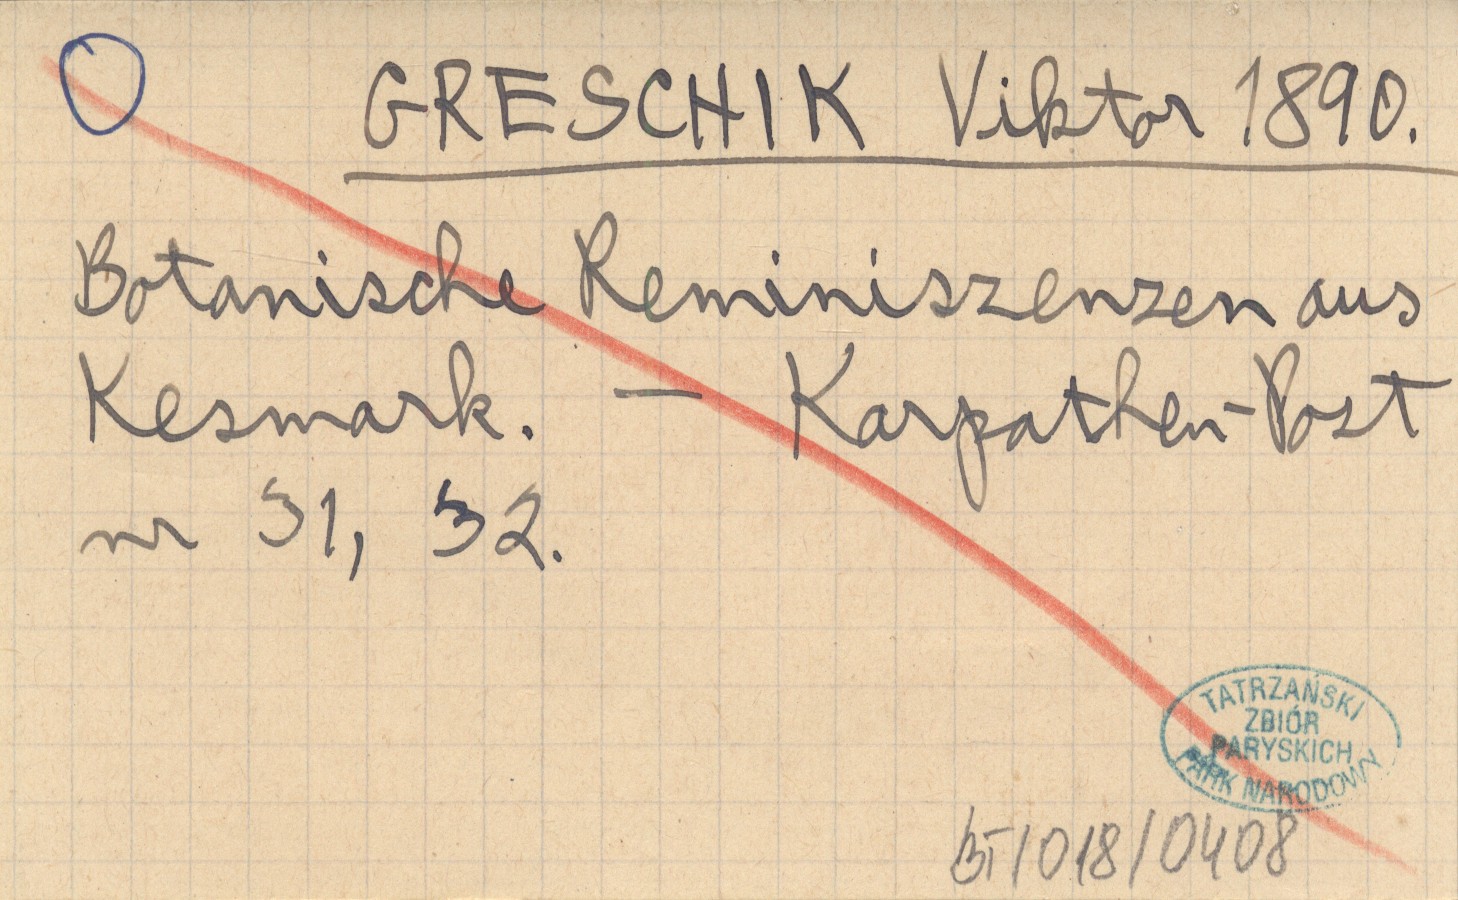 GRESCHIK Viktor 1890.
Botanische Reminiszenzen aus
Kesmark. — Karpathen-Post
nr 31, 32.
TATRZAŃSKI
ZBIÓR
PARYSKICH
PARK NARODOWY
BT/018/0408